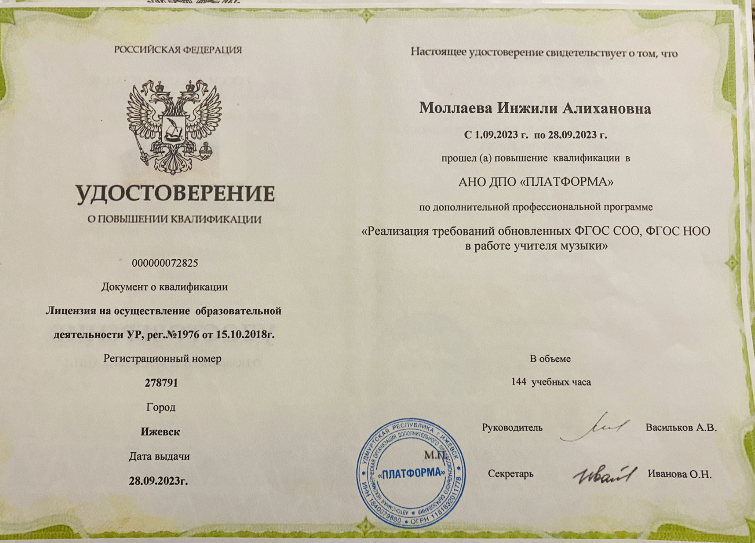 РОССИЙСКАЯ ФЕДЕРАЦИЯ
УДОСТОВЕРЕНИЕ
О ПОВЫШЕНИИ КВАЛИФИКАЦИИ
000000072825
Документ о квалификации
Лицензия на осуществление образовательной
деятельности УР, рег.№1976 от 15.10.2018г.
Регистрационный номер
278791
Город
Ижевск
Дата выдачи
28.09.2023г.
Настоящее удостоверение свидетельствует о том, что
Моллаева Инжили Алихановна
С 1.09.2023 г. по 28.09.2023 г.
прошел (а) повышение квалификации в
АНО ДПО «ПЛАТФОРМА»
по дополнительной профессиональной программе
«Реализация требований обновленных ФГОС СОО, ФГОС НОО
в работе учителя музыки»
В объеме
144 учебных часа
Руководитель
Васильков А.В.
М.П.
Секретарь
Иванова О.Н.
УДМУРТСКАЯ РЕСПУБЛИКА Г.ИЖЕВСК
«ПЛАТФОРМА»